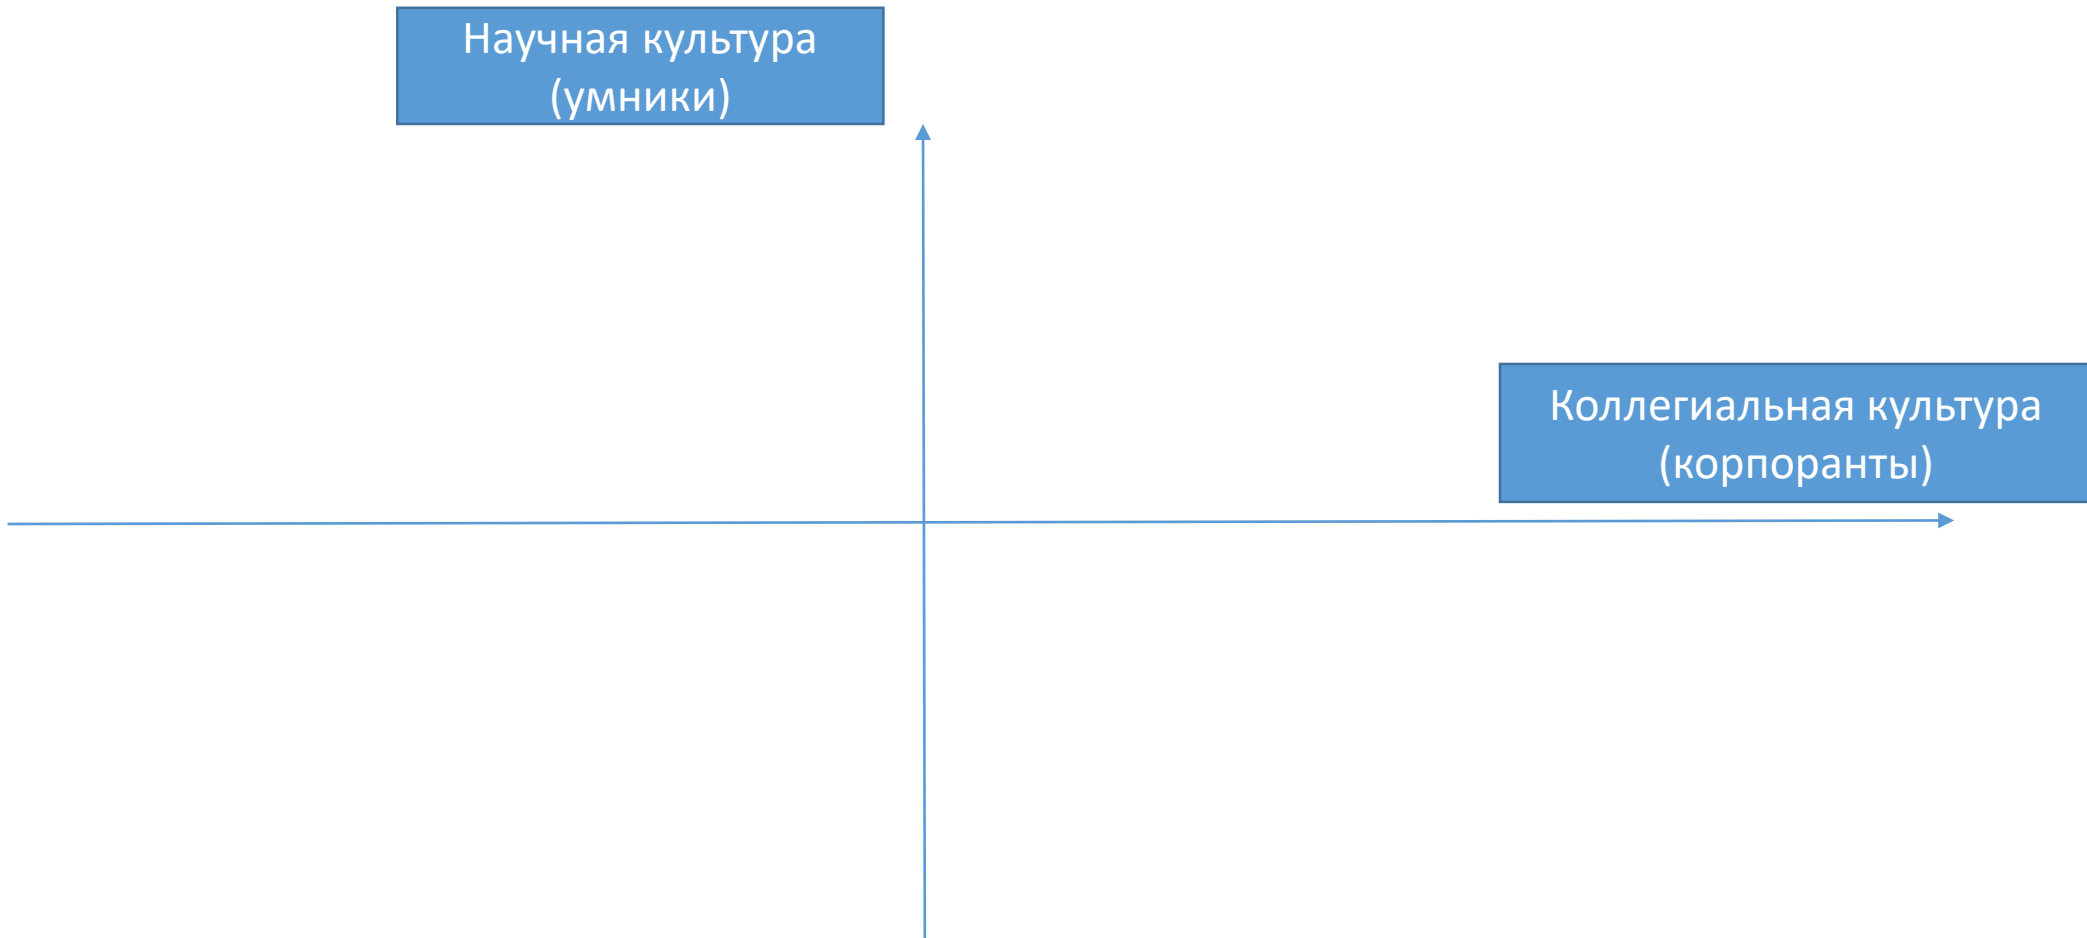 Научная культура
(умники)
Коллегиальная культура
(корпоранты)